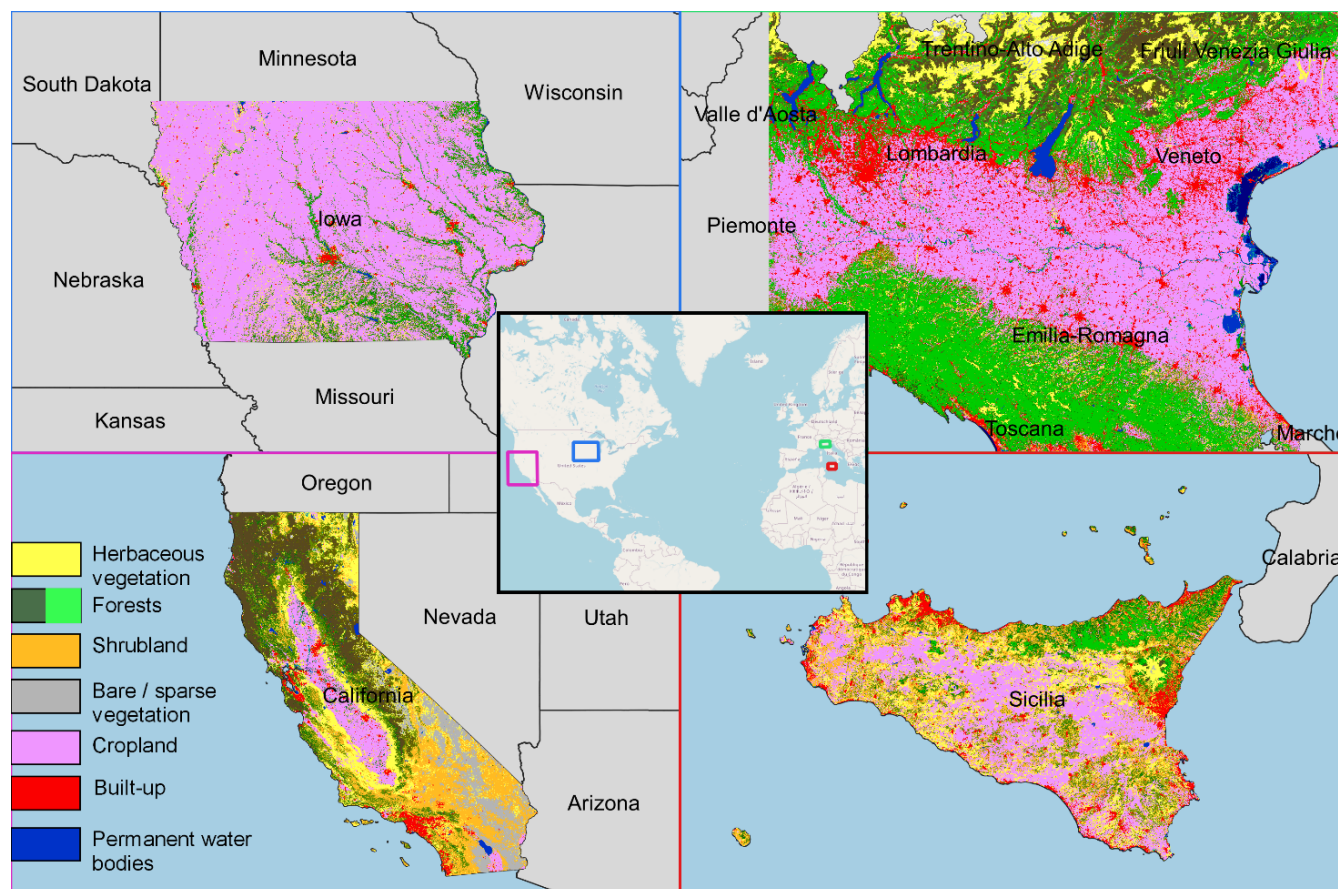 Minnesota
South Dakota
Wisconsin
Iowa
Nebraska
Missouri
Kansas
Trentino-Alto Adige
Friuli Venezia Giulia
Valle d'Aosta
Lombardia
Veneto
Piemonte
Emilia-Romagna
Toscana
Marche
Oregon
Nevada
Utah
California
Arizona
Herbaceous
vegetation
Forests
Shrubland
Bare / sparse
vegetation
Cropland
Built-up
Permanent water
bodies
Calabria
Sicilia
United States